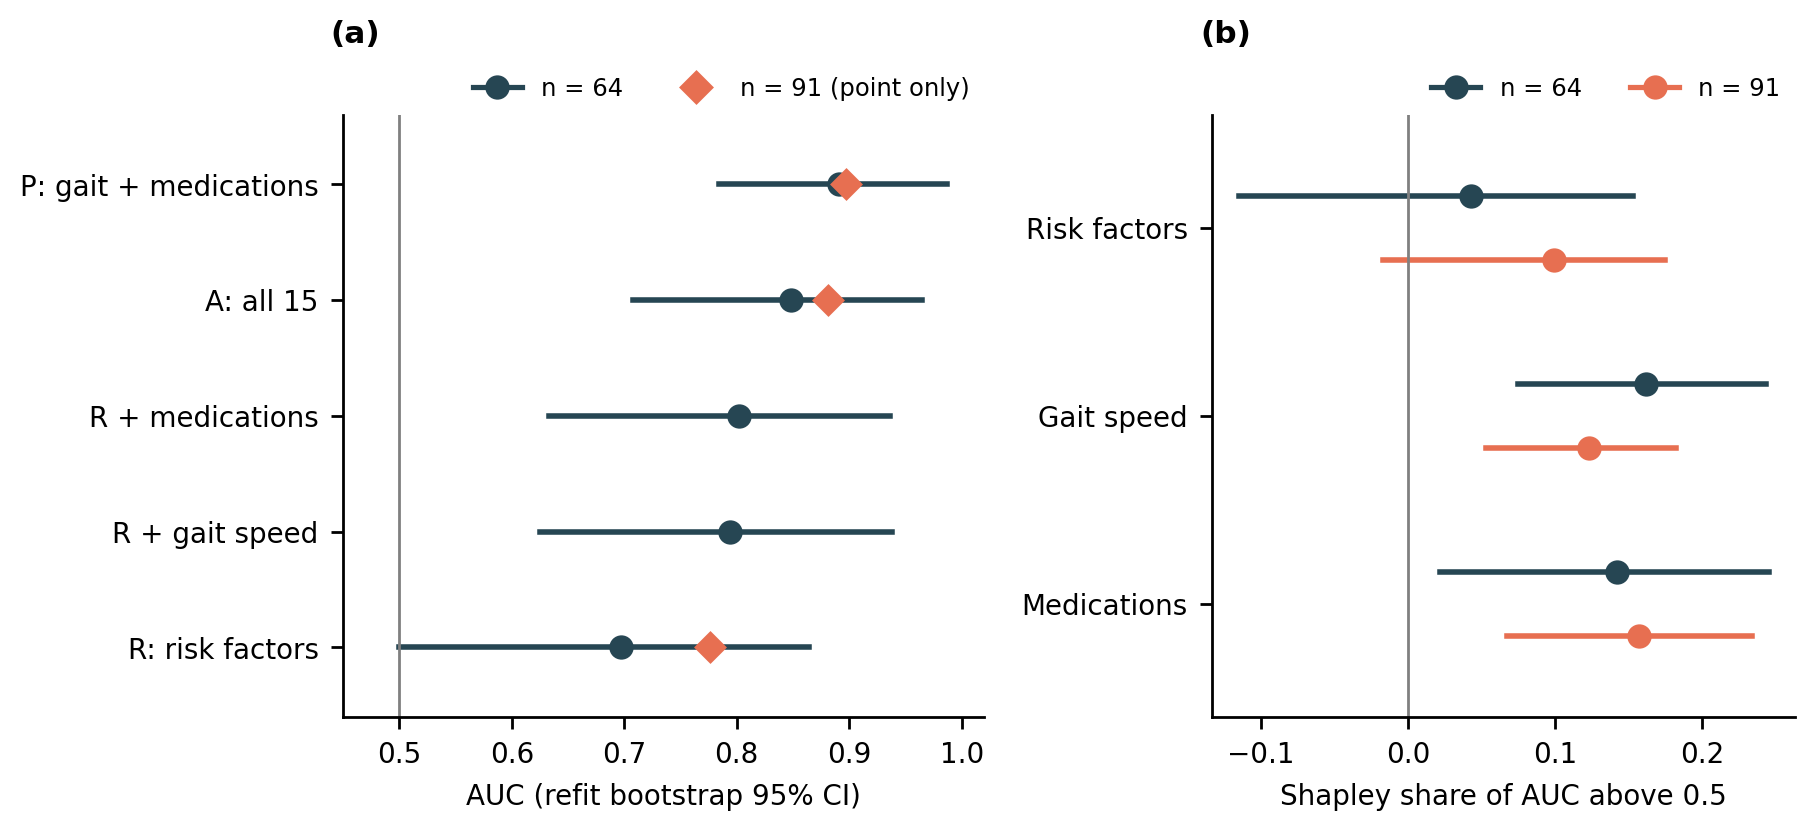 (a)
n = 64
n = 91 (point only)
P: gait + medications
A: all 15
R + medications
R + gait speed
R: risk factors
0.5 0.6 0.7 0.8 0.9 1.0
AUC (refit bootstrap 95% CI)
(b)
n = 64
n = 91
Risk factors
Gait speed
Medications
−0.1 0.0 0.1 0.2
Shapley share of AUC above 0.5